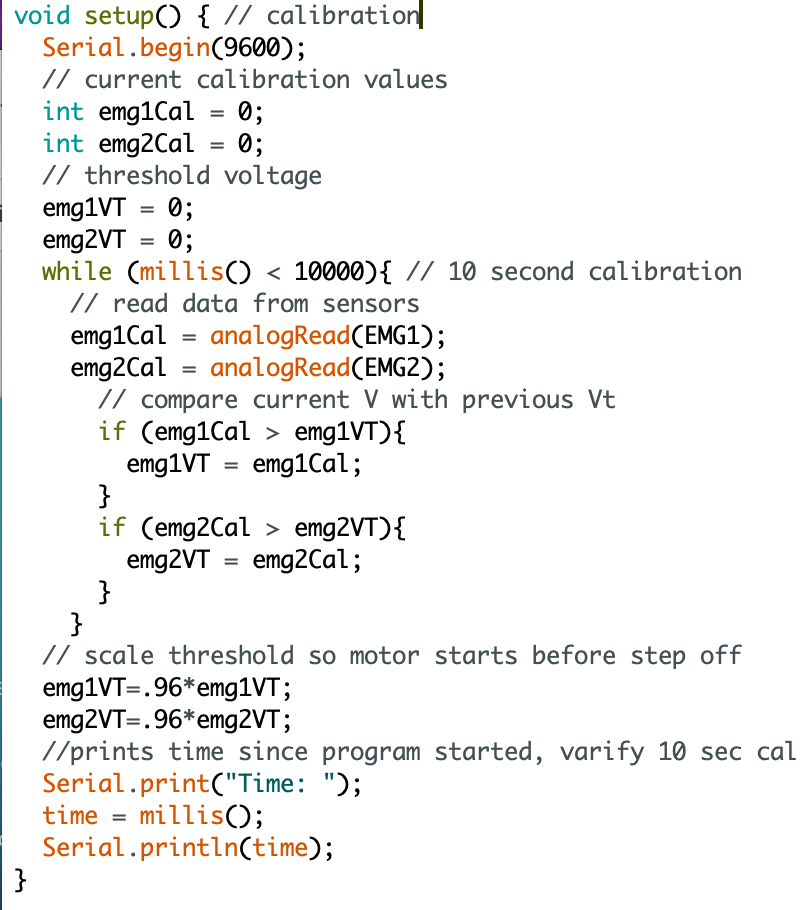 void setup() { // calibration
  Serial.begin(9600);
  // current calibration values
  int emg1Cal = 0;
  int emg2Cal = 0;
  // threshold voltage
  emg1VT = 0;
  emg2VT = 0;
  while (millis() < 10000){ // 10 second calibration
    // read data from sensors
    emg1Cal = analogRead(EMG1);
    emg2Cal = analogRead(EMG2);
      // compare current V with previous Vt
      if (emg1Cal > emg1VT){
        emg1VT = emg1Cal;
      }
      if (emg2Cal > emg2VT){
        emg2VT = emg2Cal;
      }
    }
  // scale threshold so motor starts before step off
  emg1VT=.96*emg1VT;
  emg2VT=.96*emg2VT;
  //prints time since program started, varify 10 sec cal
  Serial.print("Time: ");
  time = millis();
  Serial.println(time);
}